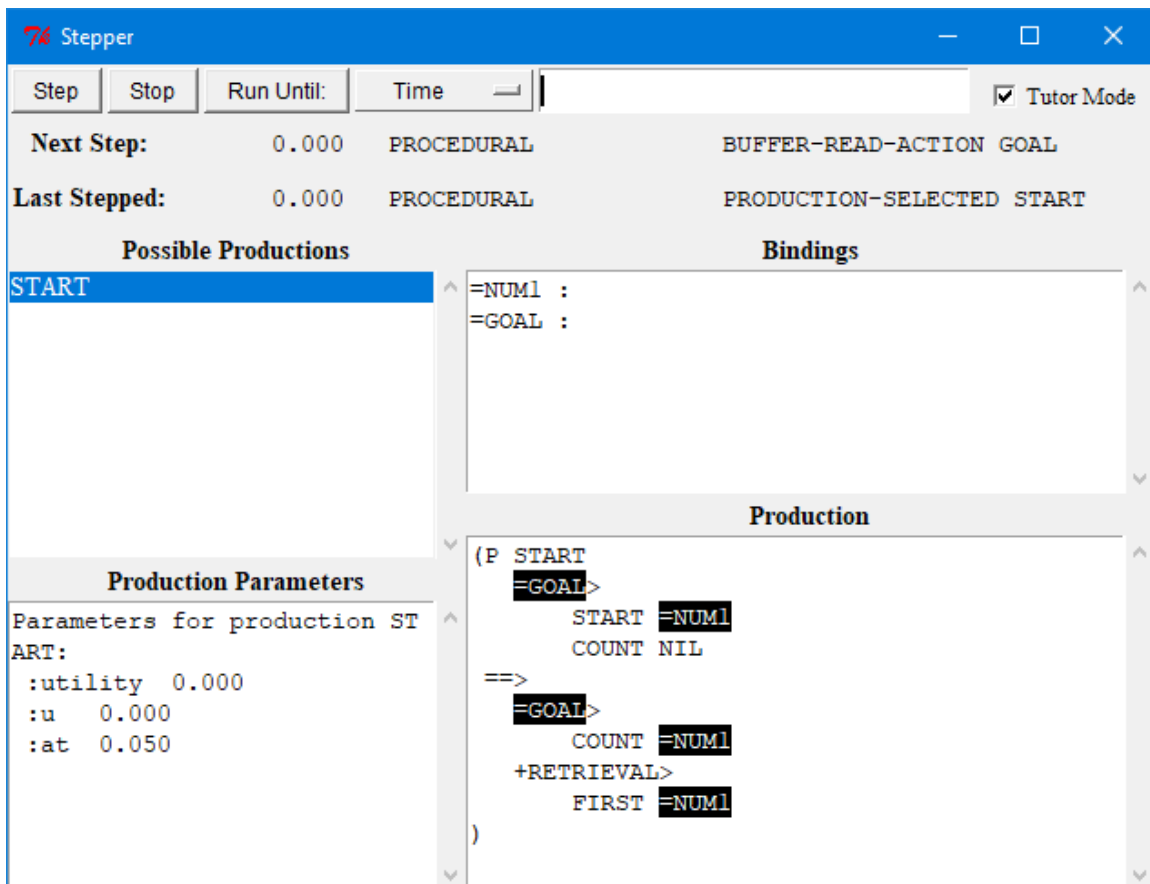 Stepper
Step Stop Run Until: Time Tutor Mode
Next Step: 0.000 PROCEDURAL BUFFER-READ-ACTION GOAL
Last Stepped: 0.000 PROCEDURAL PRODUCTION-SELECTED START
Possible Productions
START
Bindings
=NUM1 :
=GOAL :
Production Parameters
Parameters for production ST
ART:
:utility 0.000
:u 0.000
:at 0.050
Production
(P START
=GOAL>
START =NUM1
COUNT NIL
==>
=GOAL>
COUNT =NUM1
+RETRIEVAL>
FIRST =NUM1
)